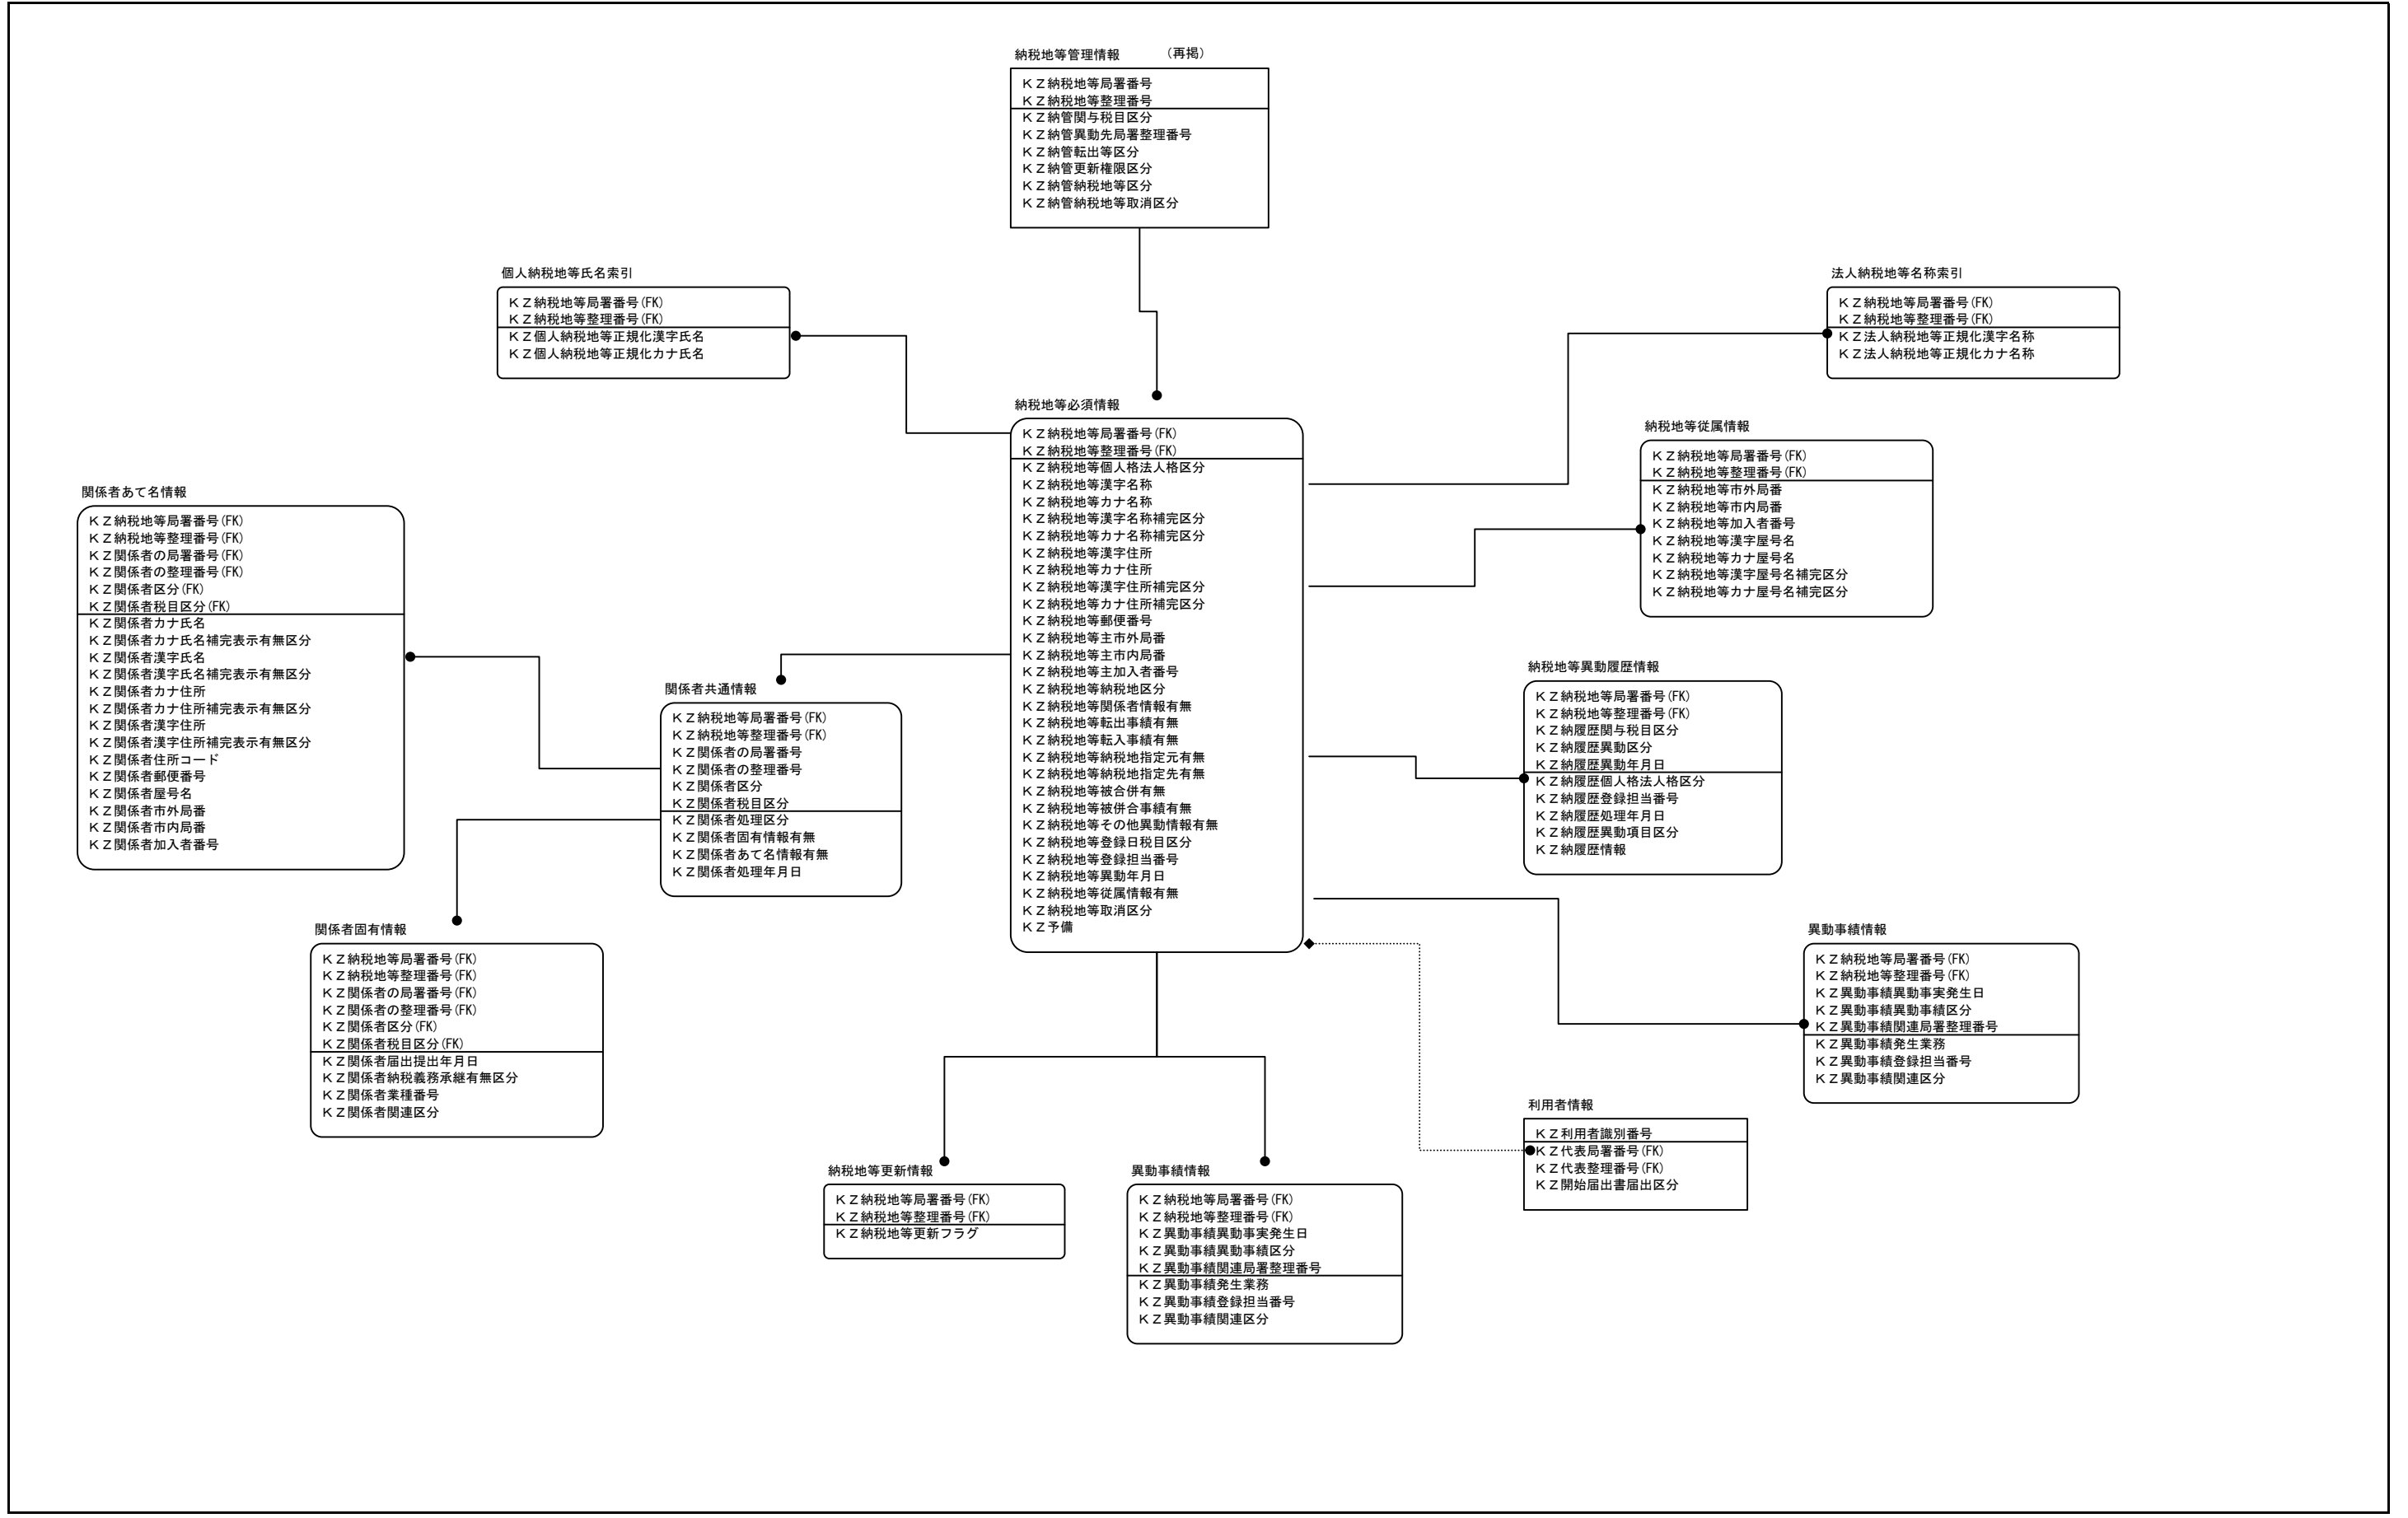 納税地等管理情報　　　（再掲）
ＫＺ納税地等局署番号
ＫＺ納税地等整理番号
ＫＺ納管関与税目区分
ＫＺ納管異動先局署整理番号
ＫＺ納管転出等区分
ＫＺ納管更新権限区分
ＫＺ納管納税地等区分
ＫＺ納管納税地等取消区分
個人納税地等氏名索引
ＫＺ納税地等局署番号(FK)
ＫＺ納税地等整理番号(FK)
ＫＺ個人納税地等正規化漢字氏名
ＫＺ個人納税地等正規化カナ氏名
法人納税地等名称索引
ＫＺ納税地等局署番号(FK)
ＫＺ納税地等整理番号(FK)
ＫＺ法人納税地等正規化漢字名称
ＫＺ法人納税地等正規化カナ名称
納税地等必須情報
ＫＺ納税地等局署番号(FK)
ＫＺ納税地等整理番号(FK)
ＫＺ納税地等個人格法人格区分
ＫＺ納税地等漢字名称
ＫＺ納税地等カナ名称
ＫＺ納税地等漢字名称補完区分
ＫＺ納税地等カナ名称補完区分
ＫＺ納税地等漢字住所
ＫＺ納税地等カナ住所
ＫＺ納税地等漢字住所補完区分
ＫＺ納税地等カナ住所補完区分
ＫＺ納税地等郵便番号
ＫＺ納税地等主市外局番
ＫＺ納税地等主市内局番
ＫＺ納税地等主加入者番号
ＫＺ納税地等納税地区分
ＫＺ納税地等関係者情報有無
ＫＺ納税地等転出事績有無
ＫＺ納税地等転入事績有無
ＫＺ納税地等納税地指定元有無
ＫＺ納税地等納税地指定先有無
ＫＺ納税地等被合併有無
ＫＺ納税地等被併合事績有無
ＫＺ納税地等その他異動情報有無
ＫＺ納税地等登録日税目区分
ＫＺ納税地等登録担当番号
ＫＺ納税地等異動年月日
ＫＺ納税地等従属情報有無
ＫＺ納税地等取消区分
ＫＺ予備
納税地等従属情報
ＫＺ納税地等局署番号(FK)
ＫＺ納税地等整理番号(FK)
ＫＺ納税地等市外局番
ＫＺ納税地等市内局番
ＫＺ納税地等加入者番号
ＫＺ納税地等漢字屋号名
ＫＺ納税地等カナ屋号名
ＫＺ納税地等漢字屋号名補完区分
ＫＺ納税地等カナ屋号名補完区分
関係者あて名情報
ＫＺ納税地等局署番号(FK)
ＫＺ納税地等整理番号(FK)
ＫＺ関係者の局署番号(FK)
ＫＺ関係者の整理番号(FK)
ＫＺ関係者区分(FK)
ＫＺ関係者税目区分(FK)
ＫＺ関係者カナ氏名
ＫＺ関係者カナ氏名補完表示有無区分
ＫＺ関係者漢字氏名
ＫＺ関係者漢字氏名補完表示有無区分
ＫＺ関係者カナ住所
ＫＺ関係者カナ住所補完表示有無区分
ＫＺ関係者漢字住所
ＫＺ関係者漢字住所補完表示有無区分
ＫＺ関係者住所コード
ＫＺ関係者郵便番号
ＫＺ関係者屋号名
ＫＺ関係者市外局番
ＫＺ関係者市内局番
ＫＺ関係者加入者番号
関係者共通情報
ＫＺ納税地等局署番号(FK)
ＫＺ納税地等整理番号(FK)
ＫＺ関係者の局署番号
ＫＺ関係者の整理番号
ＫＺ関係者区分
ＫＺ関係者税目区分
ＫＺ関係者処理区分
ＫＺ関係者固有情報有無
ＫＺ関係者あて名情報有無
ＫＺ関係者処理年月日
納税地等異動履歴情報
ＫＺ納税地等局署番号(FK)
ＫＺ納税地等整理番号(FK)
ＫＺ納履歴関与税目区分
ＫＺ納履歴異動区分
ＫＺ納履歴異動年月日
ＫＺ納履歴個人格法人格区分
ＫＺ納履歴登録担当番号
ＫＺ納履歴処理年月日
ＫＺ納履歴異動項目区分
ＫＺ納履歴情報
関係者固有情報
ＫＺ納税地等局署番号(FK)
ＫＺ納税地等整理番号(FK)
ＫＺ関係者の局署番号(FK)
ＫＺ関係者の整理番号(FK)
ＫＺ関係者区分(FK)
ＫＺ関係者税目区分(FK)
ＫＺ関係者届出提出年月日
ＫＺ関係者納税義務承継有無区分
ＫＺ関係者業種番号
ＫＺ関係者関連区分
異動事績情報
ＫＺ納税地等局署番号(FK)
ＫＺ納税地等整理番号(FK)
ＫＺ異動事績異動事実発生日
ＫＺ異動事績異動事績区分
ＫＺ異動事績関連局署整理番号
ＫＺ異動事績発生業務
ＫＺ異動事績登録担当番号
ＫＺ異動事績関連区分
利用者情報
ＫＺ利用者識別番号
ＫＺ代表局署番号(FK)
ＫＺ代表整理番号(FK)
ＫＺ開始届出書届出区分
納税地等更新情報
ＫＺ納税地等局署番号(FK)
ＫＺ納税地等整理番号(FK)
ＫＺ納税地等更新フラグ
異動事績情報
ＫＺ納税地等局署番号(FK)
ＫＺ納税地等整理番号(FK)
ＫＺ異動事績異動事実発生日
ＫＺ異動事績異動事績区分
ＫＺ異動事績関連局署整理番号
ＫＺ異動事績発生業務
ＫＺ異動事績登録担当番号
ＫＺ異動事績関連区分